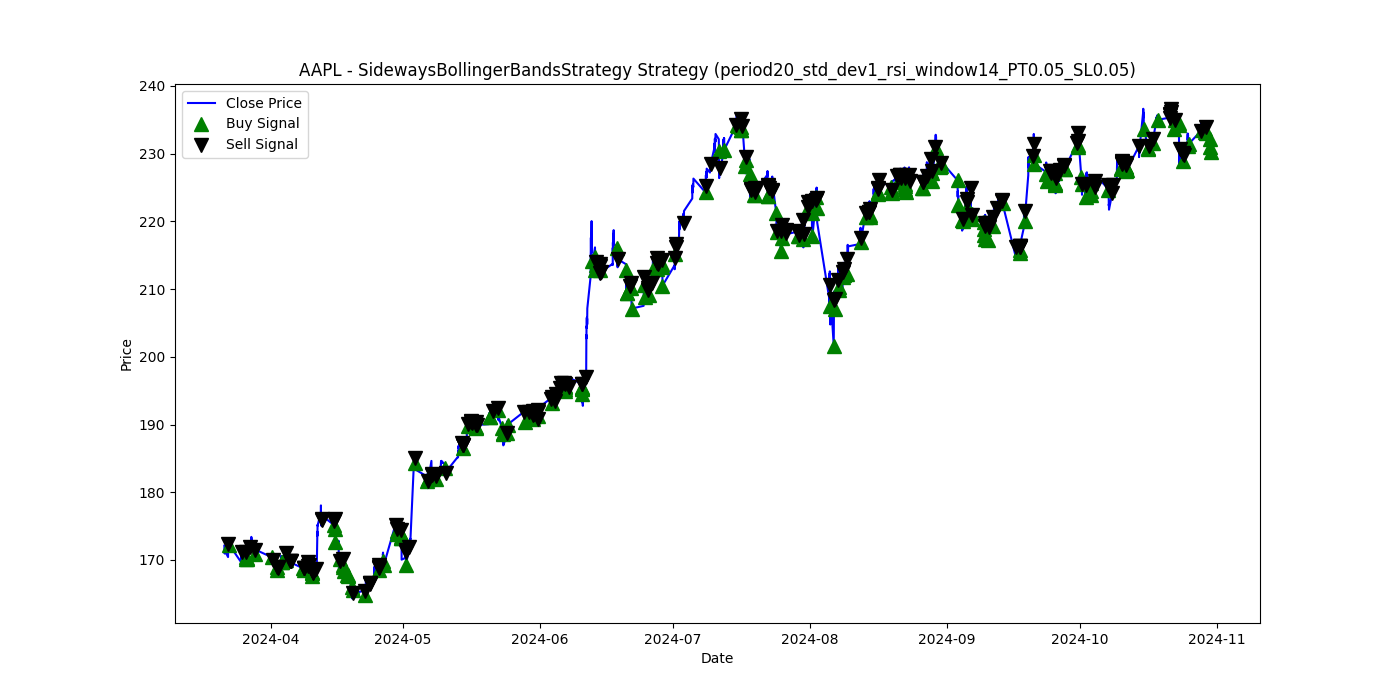 AAPL - SidewaysBollingerBandsStrategy Strategy (period20_std_dev1_rsi_window14_PT0.05_SL0.05)
Close Price
Buy Signal
Sell Signal
240
230
220
210
200
190
180
170
Price
2024-04 2024-05 2024-06 2024-07 2024-08 2024-09 2024-10 2024-11
Date